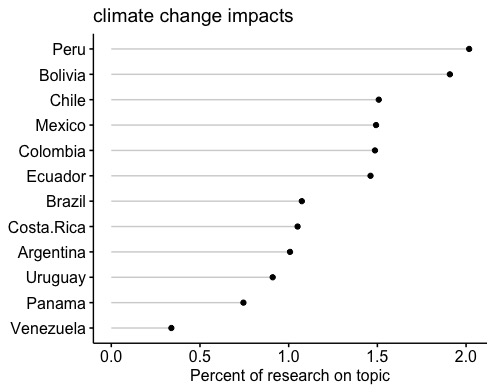 climate change impacts
Peru
Bolivia
Chile
Mexico
Colombia
Ecuador
Brazil
Costa.Rica
Argentina
Uruguay
Panama
Venezuela
0.0 0.5 1.0 1.5 2.0
Percent of research on topic